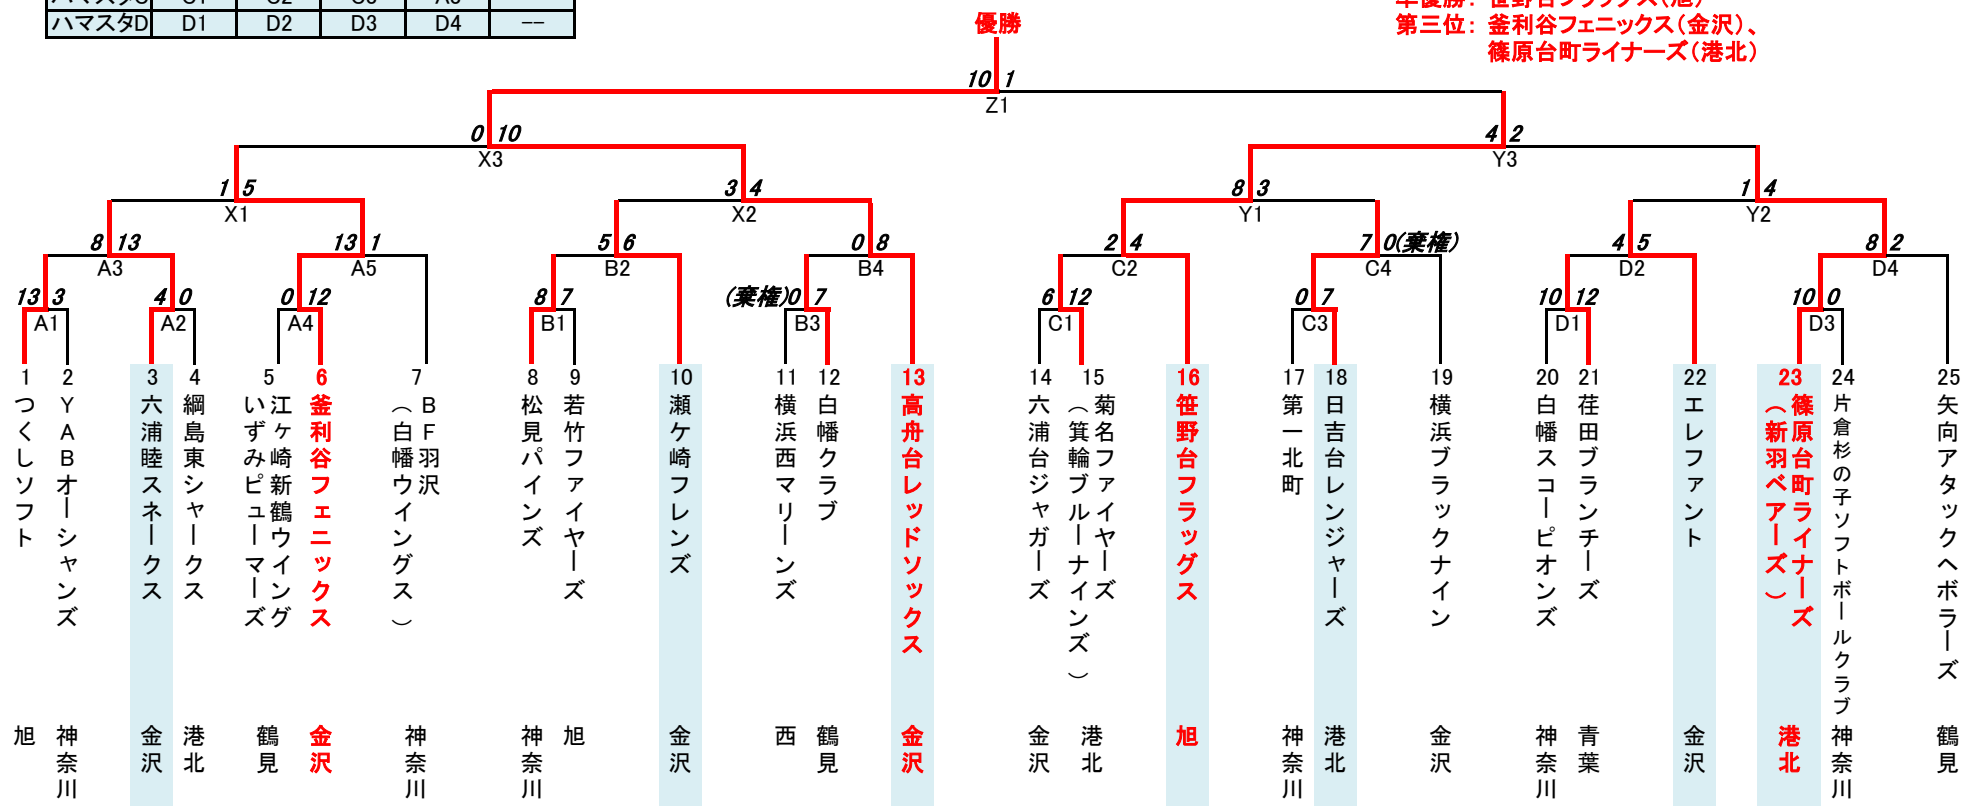 ハマスタC C1 C2 C3 A5
ハマスタD D1 D2 D3 D4 --
準優勝: 笹野台フラッグス(旭)
第三位: 釜利谷フェニックス(金沢)、
篠原台町ライナーズ(港北)
優勝
10 1
Z1
0 10
X3
4 2
Y3
1 5
X1
3 4
X2
8 3
Y1
1 4
Y2
8 13
A3
13 1
A5
5 6
B2
0 8
B4
2 4
C2
7 0(棄権)
C4
4 5
D2
8 2
D4
13 3
A1
4 0
A2
0 12
A4
8 7
B1
(棄権)0 7
B3
6 12
C1
0 7
C3
10 12
D1
10 0
D3
1 つくしソフト 旭
2 YABオーシャンズ 神奈川
3 六浦睦スネークス 金沢
4 綱島東シャークス 港北
5 江ヶ崎新鶴ウイング
いずみピューマーズ 鶴見
6 釜利谷フェニックス 金沢
7 BF羽沢
(白幡ウイングス) 神奈川
8 松見パインズ 神奈川
9 若竹ファイヤーズ 旭
10 瀬ケ崎フレンズ 金沢
11 横浜西マリーンズ 西
12 白幡クラブ 鶴見
13 高舟台レッドソックス 金沢
14 六浦台ジャガーズ 金沢
15 菊名ファイヤーズ
(箕輪ブルーナインズ) 港北
16 笹野台フラッグス 旭
17 第一北町 神奈川
18 日吉台レンジャーズ 港北
19 横浜ブラックナイン 金沢
20 白幡スコーピオンズ 神奈川
21 荏田ブランチーズ 青葉
22 エレファント 金沢
23 篠原台町ライナーズ
(新羽ベアーズ) 港北
24 片倉杉の子ソフトボールクラブ 神奈川
25 矢向アタックヘボラーズ 鶴見